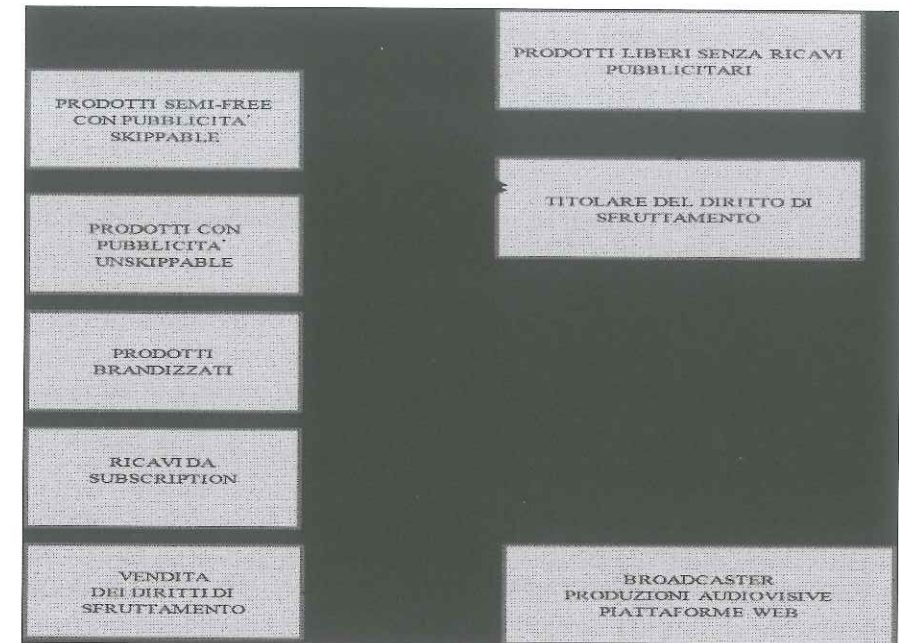 PRODOTTI SEMI-FREE
CON PUBBLICITA'
SKIPPABLE
PRODOTTI CON
PUBBLICITA'
UNSKIPPABLE
PRODOTTI
BRANDIZZATI
RICAVI DA
SUBSCRIPTION
VENDITA
DEI DIRITTI DI
SFRUTTAMENTO
PRODOTTI LIBERI SENZA RICAVI
PUBBLICITARI
TITOLARE DEL DIRITTO DI
SFRUTTAMENTO
BROADCASTER
PRODUZIONI AUDIOVISIVE
PIATTAFORME WEB